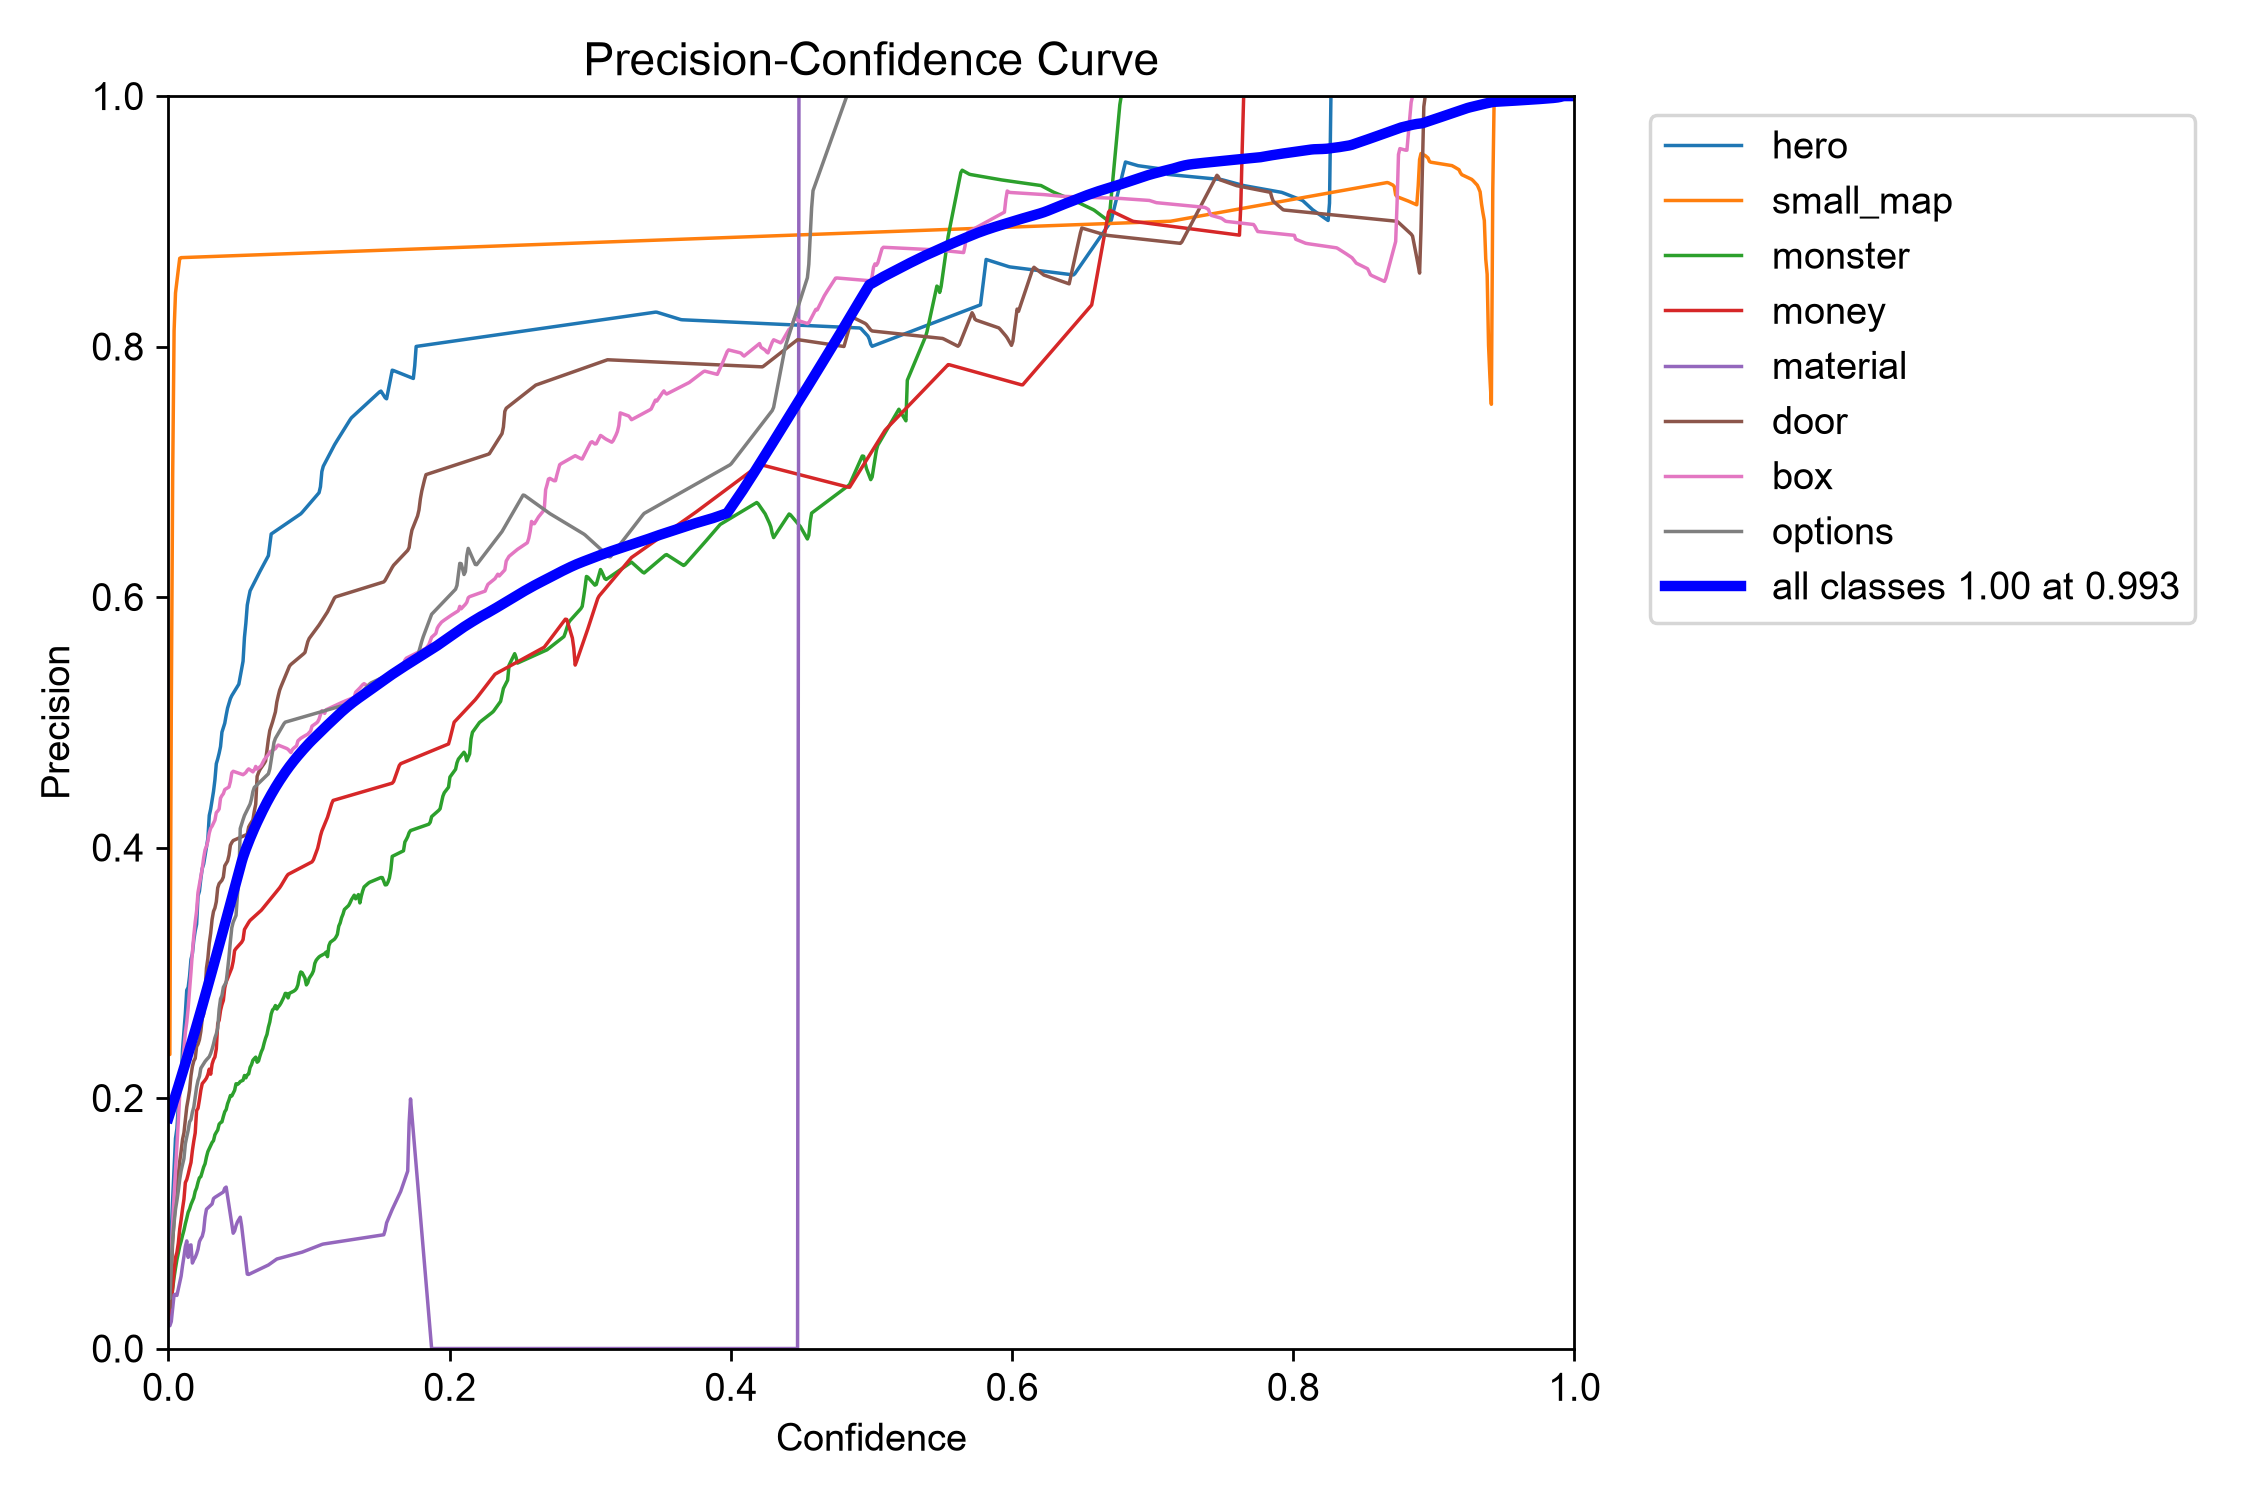 Precision-Confidence Curve
1.0
0.8
0.6
0.4
0.2
0.0
Precision
0.0 0.2 0.4 0.6 0.8 1.0
Confidence
hero
small_map
monster
money
material
door
box
options
all classes 1.00 at 0.993